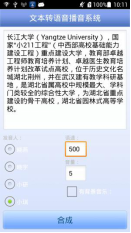 10:11
文本转语音播音系统
长江大学（Yangtze University），国
家“小211工程”（中西部高校基础能力
建设工程）重点建设大学，教育部卓越
工程师教育培养计划、卓越医教育培
养计划试点高校，位于历史文化名
城湖北荆州，并在武汉建有教学科研基
地，是湖北省属高校中规模最大、学科
门类较全的综合性大学，为湖北省重点
建设的骨干高校，湖北省园林式高等学
校。
500
50
合成